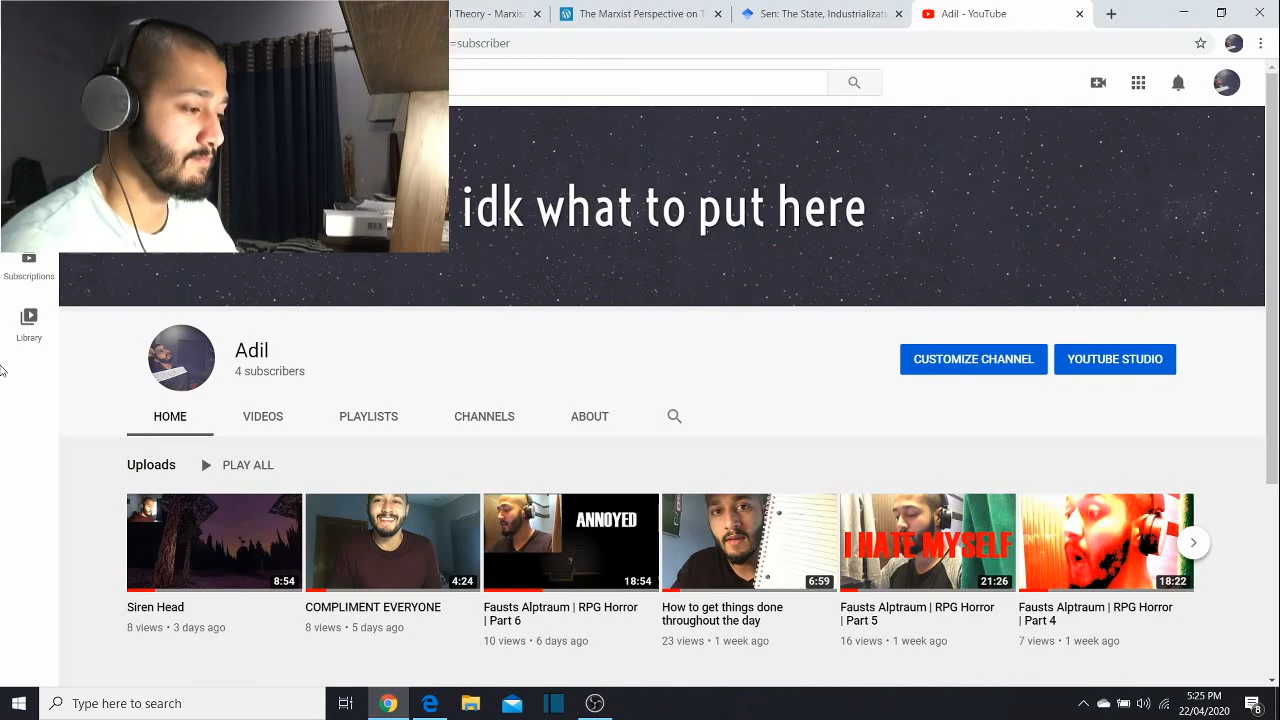 l Theory - Marxis
The Marxist Perspective on T
Sen: The State, Industrializatio
Adil - YouTube
=subscriber
idk what to put here
Subscriptions
Library
Adil
4 subscribers
CUSTOMIZE CHANNEL
YOUTUBE STUDIO
HOME
VIDEOS
PLAYLISTS
CHANNELS
ABOUT
Uploads
PLAY ALL
8:54
4:24
ANNOYED
18:54
6:59
I HATE MYSELF
21:26
18:22
Siren Head
8 views • 3 days ago
COMPLIMENT EVERYONE
8 views • 5 days ago
Fausts Alptraum | RPG Horror
| Part 6
10 views • 6 days ago
How to get things done
throughout the day
23 views • 1 week ago
Fausts Alptraum | RPG Horror
| Part 5
16 views • 1 week ago
Fausts Alptraum | RPG Horror
| Part 4
7 views • 1 week ago
Type here to search
5:25 PM
22/04/2020
6